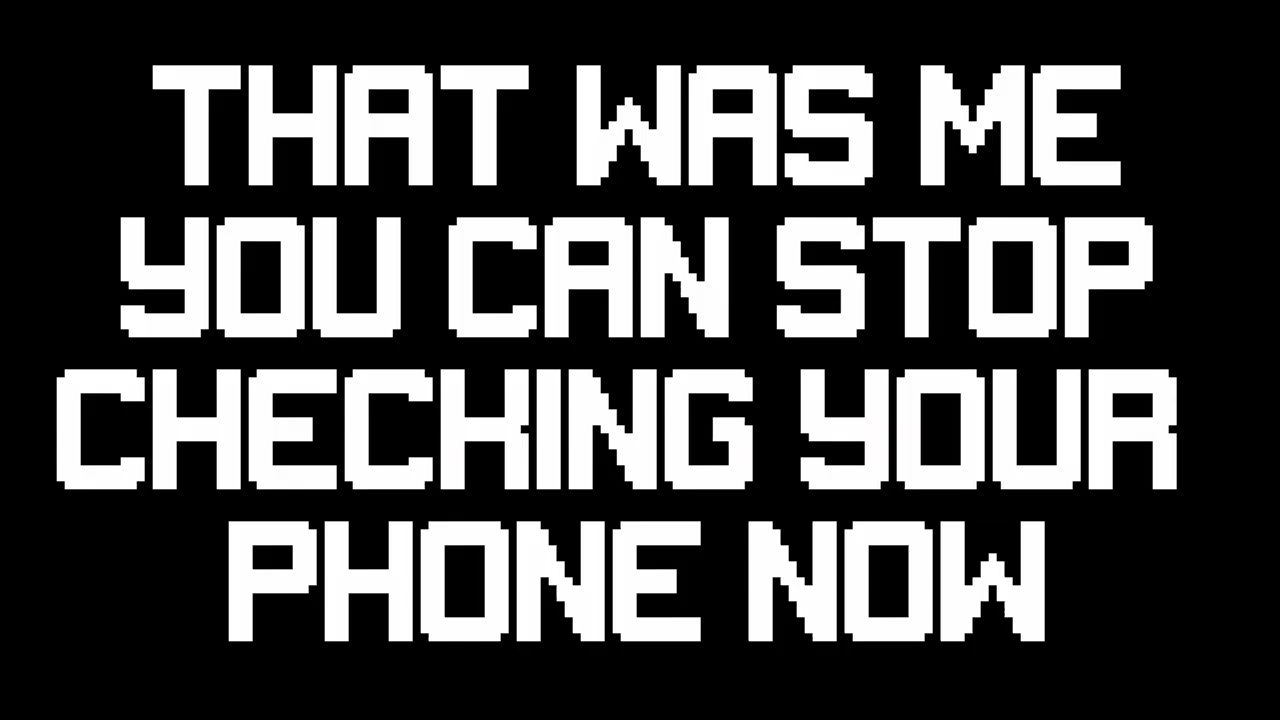 THAT WAS ME
YOU CAN STOP
CHECKING YOUR
PHONE NOW